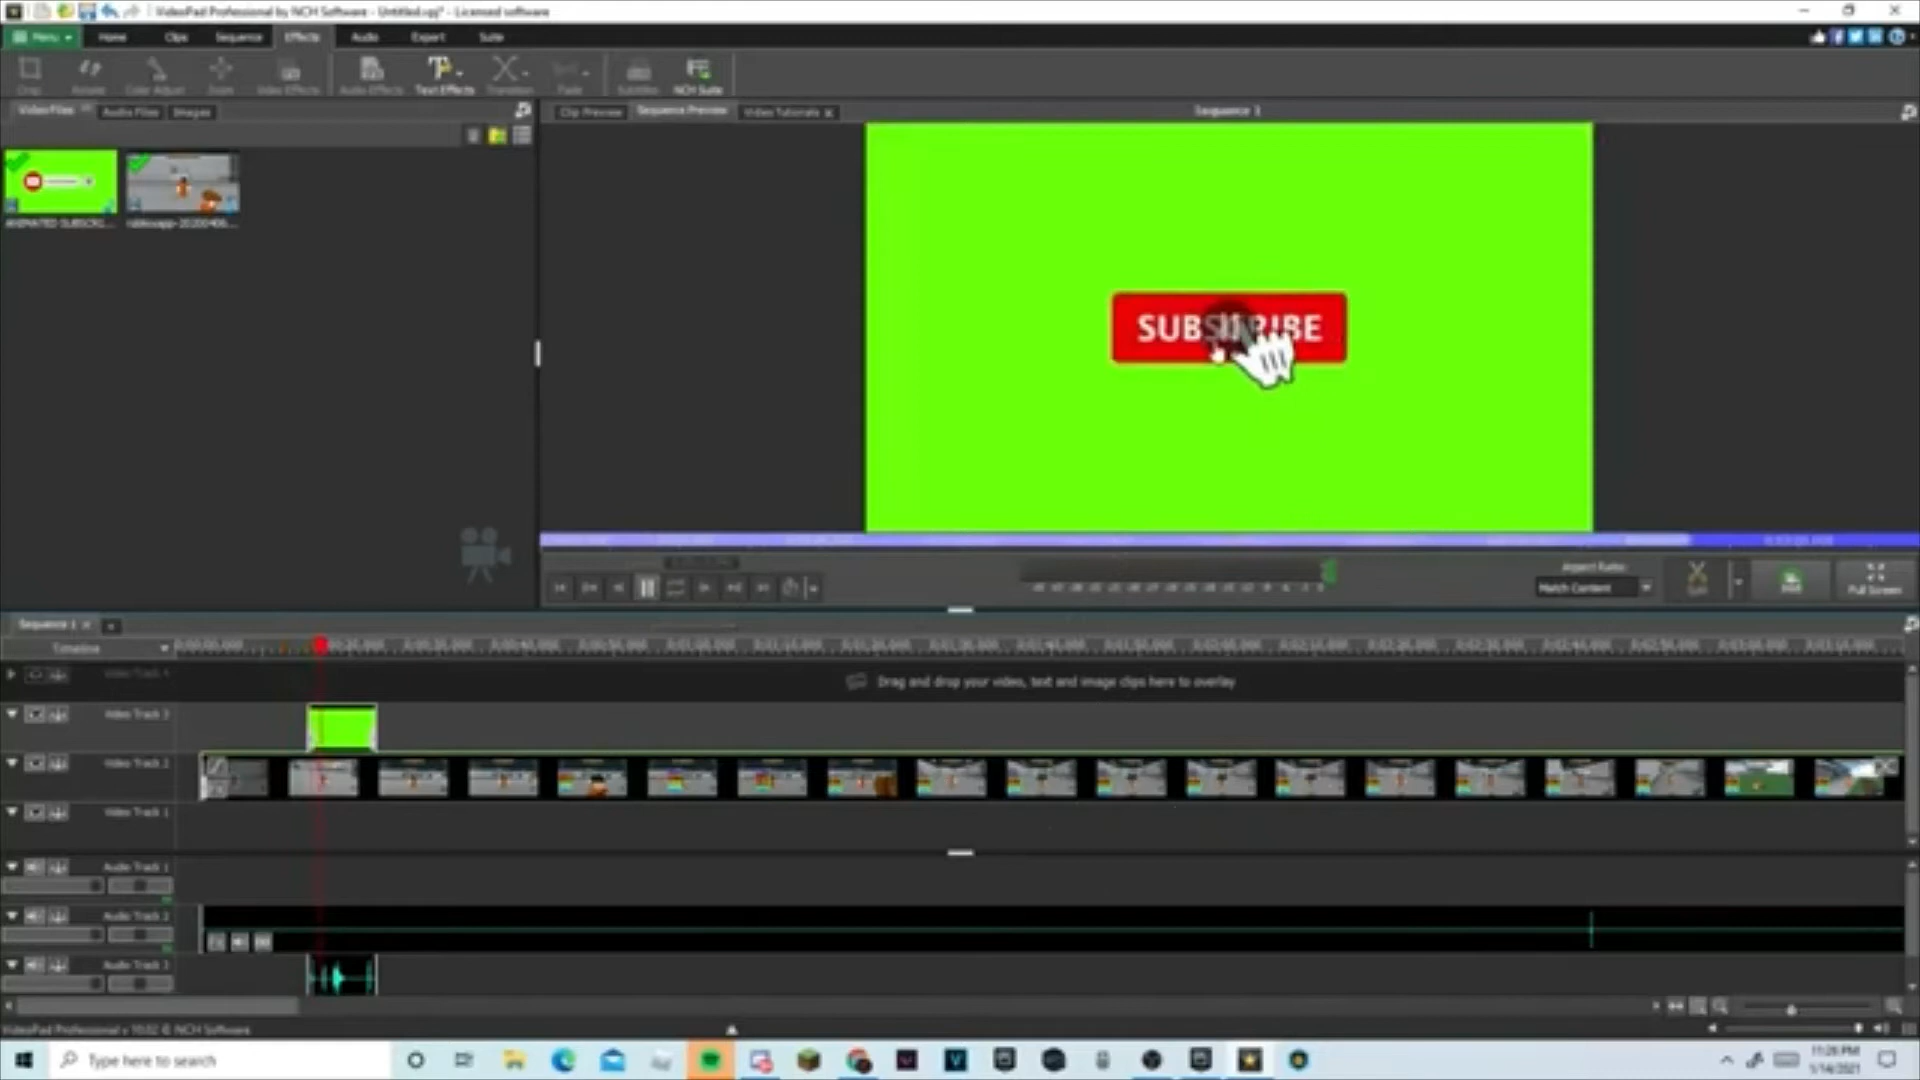 VideoPad Professional by NCH Software - Untitled.vpj* - Licensed software
Menu Home Clips Sequence Effects Audio Export Suite
Crop Rotate Color Adjust Zoom Video Effects Audio Effects Text Effects Transition Fade Subtitles NCH Suite
Video Files Audio Files Images
Clip Preview Sequence Preview Video Tutorials Sequence 1
ANIMATED SUBSCRI...
SUBSCRIBE
Aspect Ratio:
Match Content
Split
Full Screen
Sequence 1
Timeline
Video Track 4
Drag and drop your video, text and image clips here to overlay
Video Track 3
Video Track 2
Video Track 1
Audio Track 1
Audio Track 2
Audio Track 3
VideoPad Professional v 10.02 © NCH Software
Type here to search
11:26 PM
1/14/2021